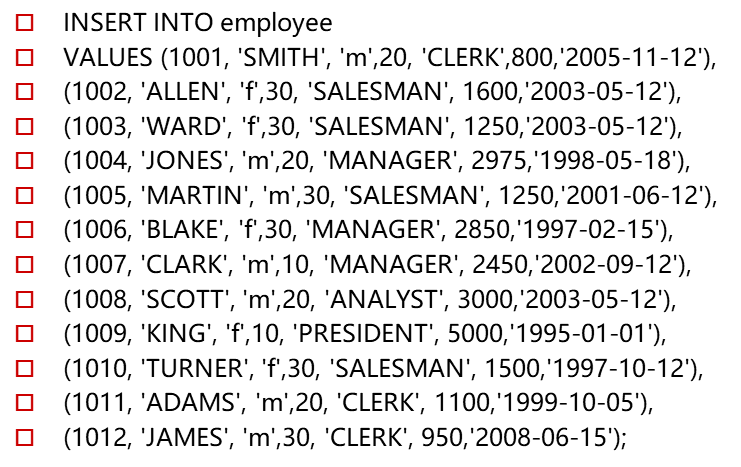 INSERT INTO employee
VALUES (1001, 'SMITH', 'm',20, 'CLERK',800,'2005-11-12'),
(1002, 'ALLEN', 'f',30, 'SALESMAN', 1600,'2003-05-12'),
(1003, 'WARD', 'f',30, 'SALESMAN', 1250,'2003-05-12'),
(1004, 'JONES', 'm',20, 'MANAGER', 2975,'1998-05-18'),
(1005, 'MARTIN', 'm',30, 'SALESMAN', 1250,'2001-06-12'),
(1006, 'BLAKE', 'f',30, 'MANAGER', 2850,'1997-02-15'),
(1007, 'CLARK', 'm',10, 'MANAGER', 2450,'2002-09-12'),
(1008, 'SCOTT', 'm',20, 'ANALYST', 3000,'2003-05-12'),
(1009, 'KING', 'f',10, 'PRESIDENT', 5000,'1995-01-01'),
(1010, 'TURNER', 'f',30, 'SALESMAN', 1500,'1997-10-12'),
(1011, 'ADAMS', 'm',20, 'CLERK', 1100,'1999-10-05'),
(1012, 'JAMES', 'm',30, 'CLERK', 950,'2008-06-15');